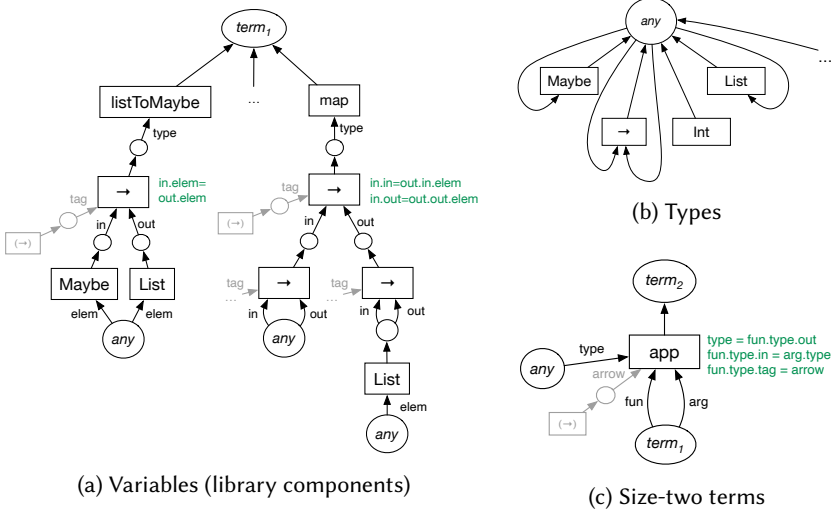 term1
listToMaybe
...
map
type
type
→
in.elem=
out.elem
→
in.in=out.in.elem
in.out=out.out.elem
tag
tag
(→)
(→)
in
out
in
out
Maybe
List
tag
...
→
tag
...
→
elem
elem
in
out
in
out
any
any
List
elem
any
(a) Variables (library components)
any
...
Maybe
List
→
Int
(b) Types
term2
type
app
type = fun.type.out
fun.type.in = arg.type
fun.type.tag = arrow
any
arrow
(→)
fun
arg
term1
(c) Size-two terms